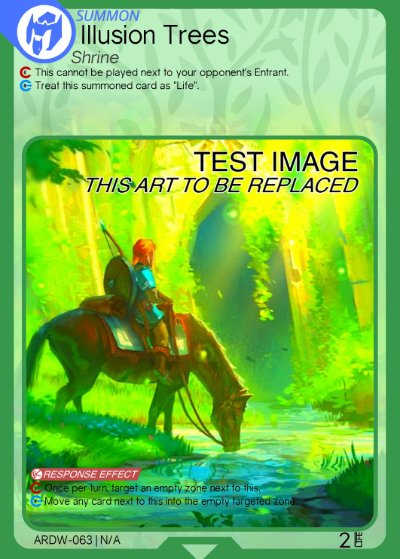 SUMMON
Illusion Trees
Shrine
C This cannot be played next to your opponent's Entrant.
C Treat this summoned card as "Life".
TEST IMAGE
THIS ART TO BE REPLACED
RESPONSE EFFECT
C Once per turn, target an empty zone next to this.
C Move any card next to this into the empty targeted zone.
ARDW-063 | N/A
2 LIFE